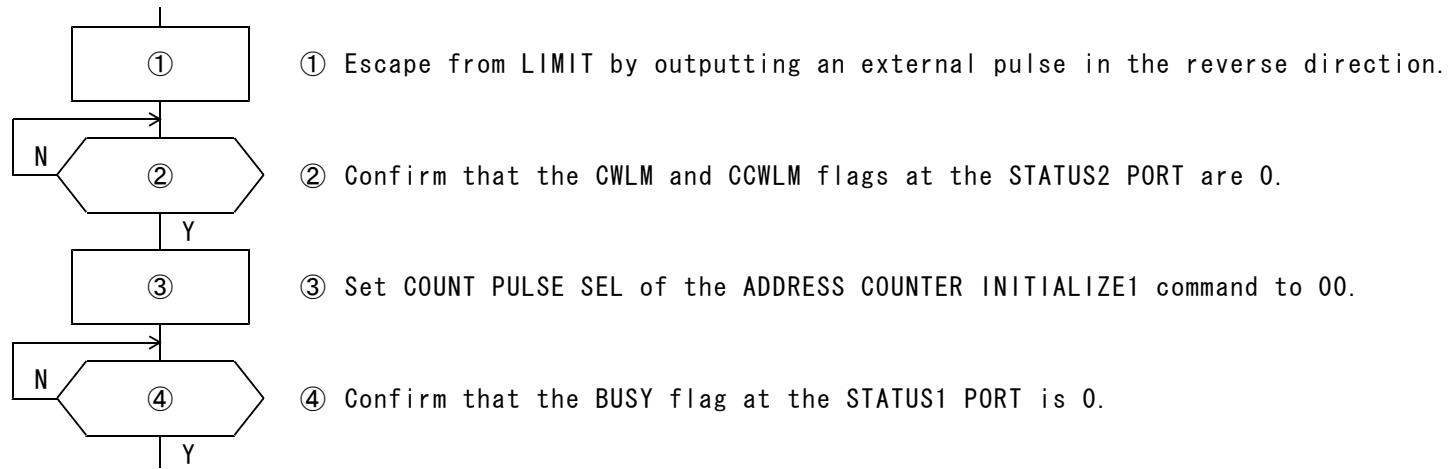 ① ① Escape from LIMIT by outputting an external pulse in the reverse direction.
N ② ② Confirm that the CWLM and CCWLM flags at the STATUS2 PORT are 0.
Y
③ ③ Set COUNT PULSE SEL of the ADDRESS COUNTER INITIALIZE1 command to 00.
N ④ ④ Confirm that the BUSY flag at the STATUS1 PORT is 0.
Y